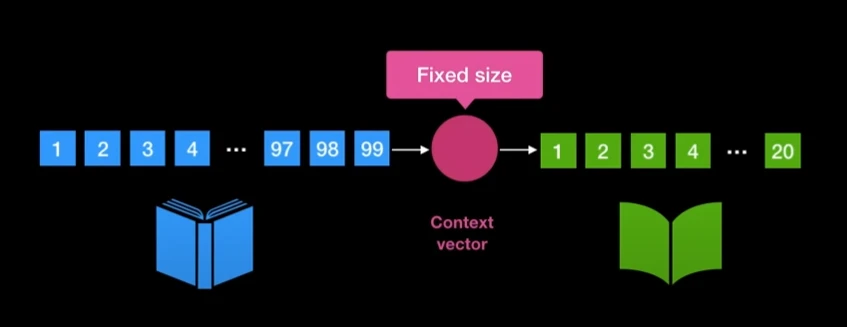 Fixed size
1 2 3 4 ... 97 98 99
1 2 3 4 ... 20
Context
vector